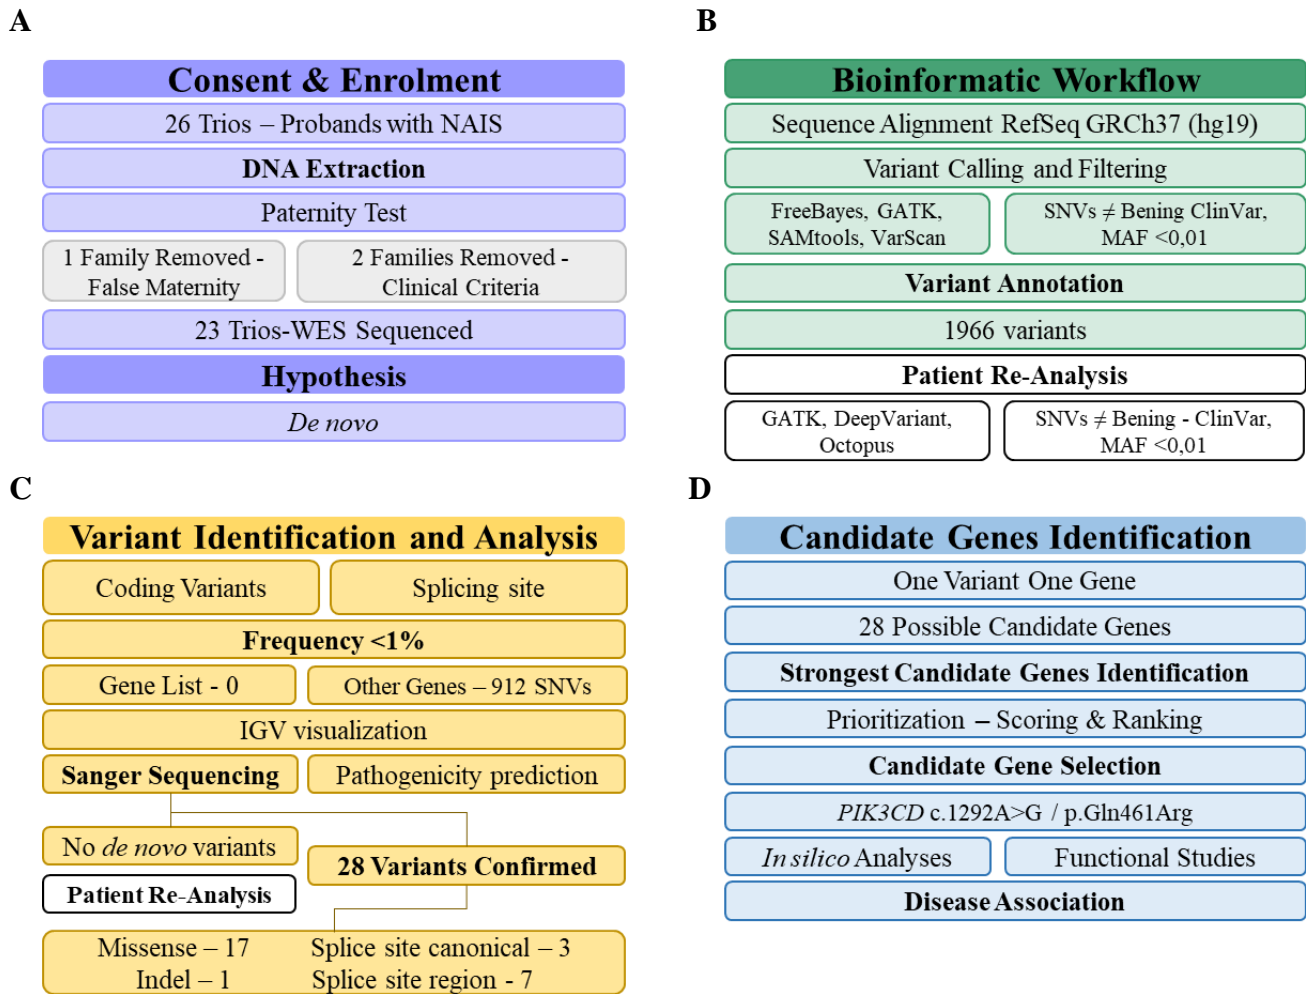 A
Consent & Enrolment
26 Trios – Probands with NAIS
DNA Extraction
Paternity Test
1 Family Removed -
False Maternity
2 Families Removed -
Clinical Criteria
23 Trios-WES Sequenced
Hypothesis
De novo
B
Bioinformatic Workflow
Sequence Alignment RefSeq GRCh37 (hg19)
Variant Calling and Filtering
FreeBayes, GATK,
SAMtools, VarScan
SNVs ≠ Bening ClinVar,
MAF <0,01
Variant Annotation
1966 variants
Patient Re-Analysis
GATK, DeepVariant,
Octopus
SNVs ≠ Bening - ClinVar,
MAF <0,01
C
Variant Identification and Analysis
Coding Variants
Splicing site
Frequency <1%
Gene List - 0
Other Genes – 912 SNVs
IGV visualization
Sanger Sequencing
Pathogenicity prediction
No de novo variants
28 Variants Confirmed
Patient Re-Analysis
Missense – 17
Splice site canonical – 3
Indel – 1
Splice site region - 7
D
Candidate Genes Identification
One Variant One Gene
28 Possible Candidate Genes
Strongest Candidate Genes Identification
Prioritization – Scoring & Ranking
Candidate Gene Selection
PIK3CD c.1292A>G / p.Gln461Arg
In silico Analyses
Functional Studies
Disease Association